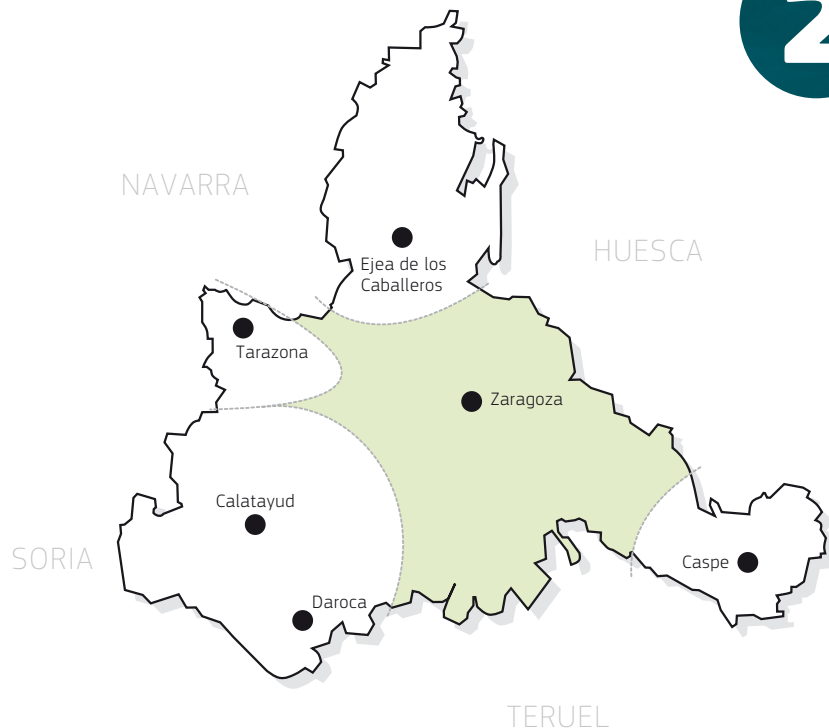 NAVARRA
HUESCA
Ejea de los
Caballeros
Tarazona
Zaragoza
Calatayud
SORIA
Caspe
Daroca
TERUEL